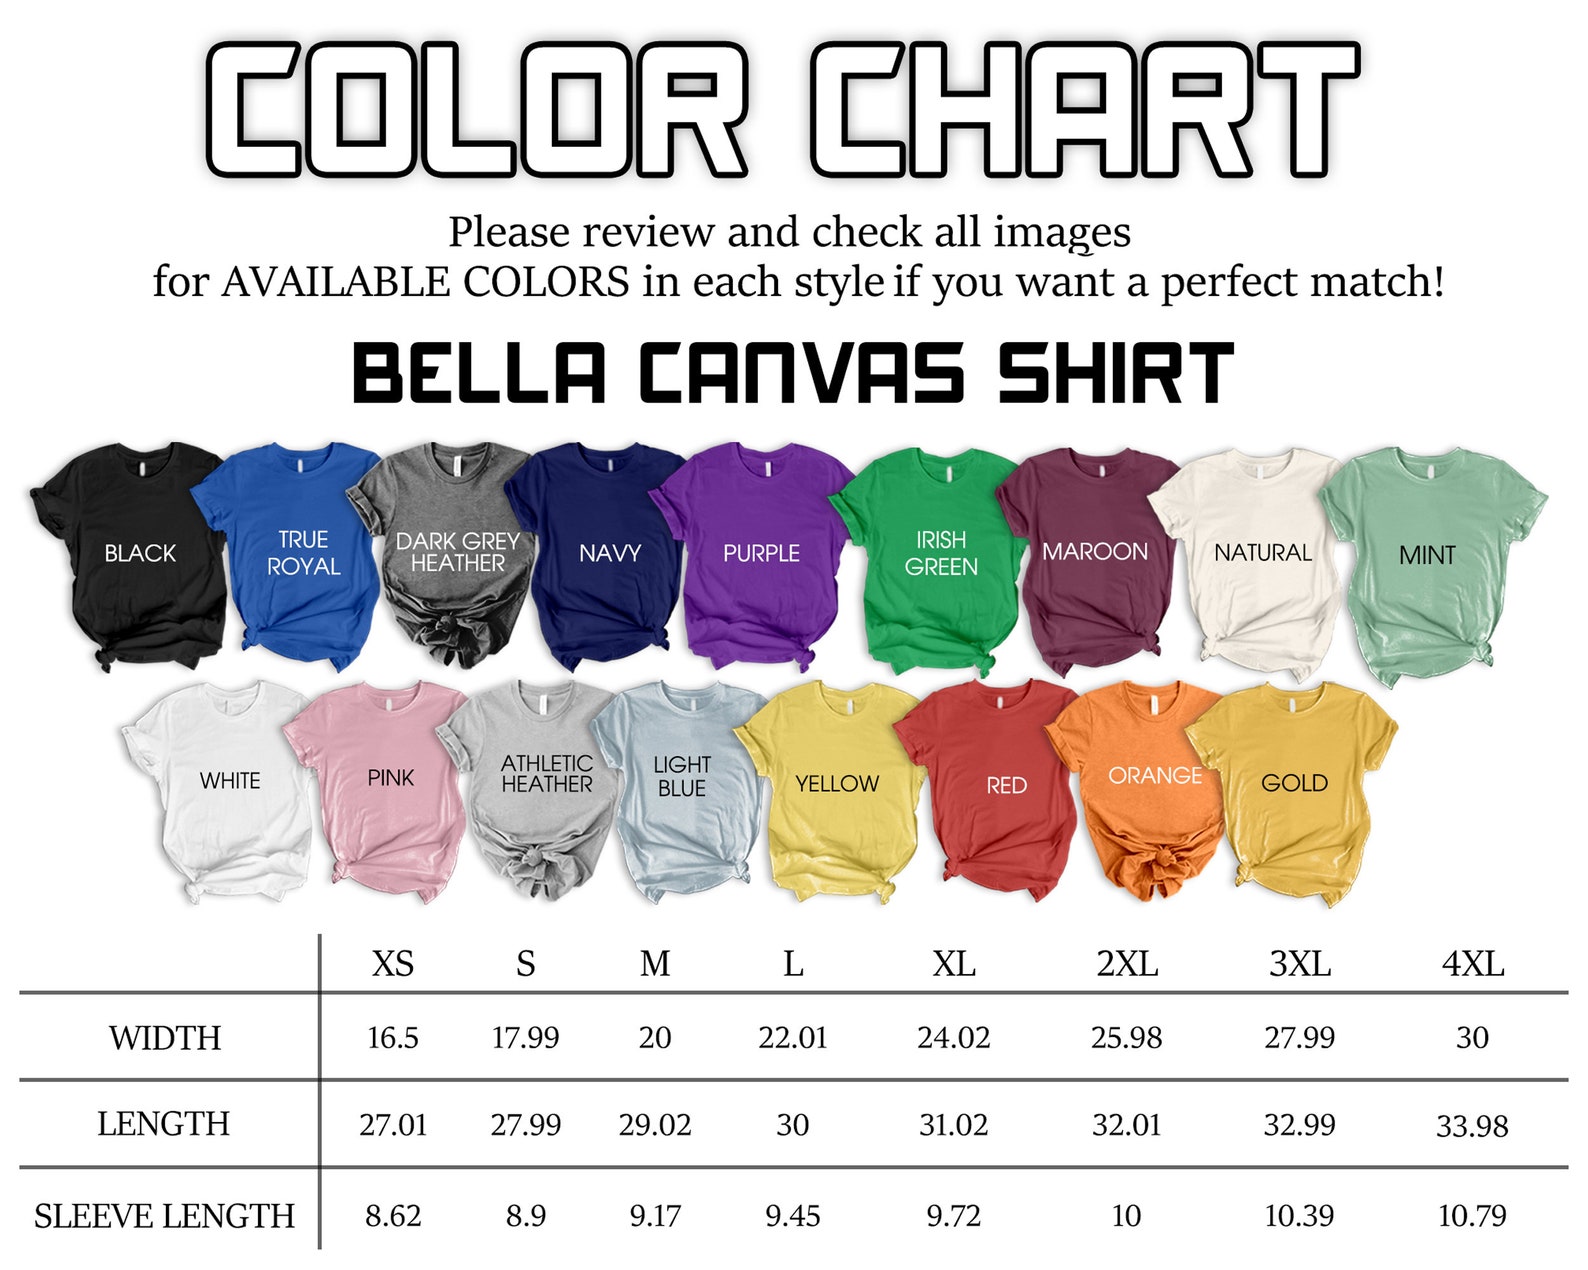 COLOR CHART
Please review and check all images
for AVAILABLE COLORS in each style if you want a perfect match!
BELLA CANVAS SHIRT
BLACK
TRUE
ROYAL
DARK GREY
HEATHER
NAVY
PURPLE
IRISH
GREEN
MAROON
NATURAL
MINT
WHITE
PINK
ATHLETIC
HEATHER
LIGHT
BLUE
YELLOW
RED
ORANGE
GOLD
XS S M L XL 2XL 3XL 4XL
WIDTH 16.5 17.99 20 22.01 24.02 25.98 27.99 30
LENGTH 27.01 27.99 29.02 30 31.02 32.01 32.99 33.98
SLEEVE LENGTH 8.62 8.9 9.17 9.45 9.72 10 10.39 10.79